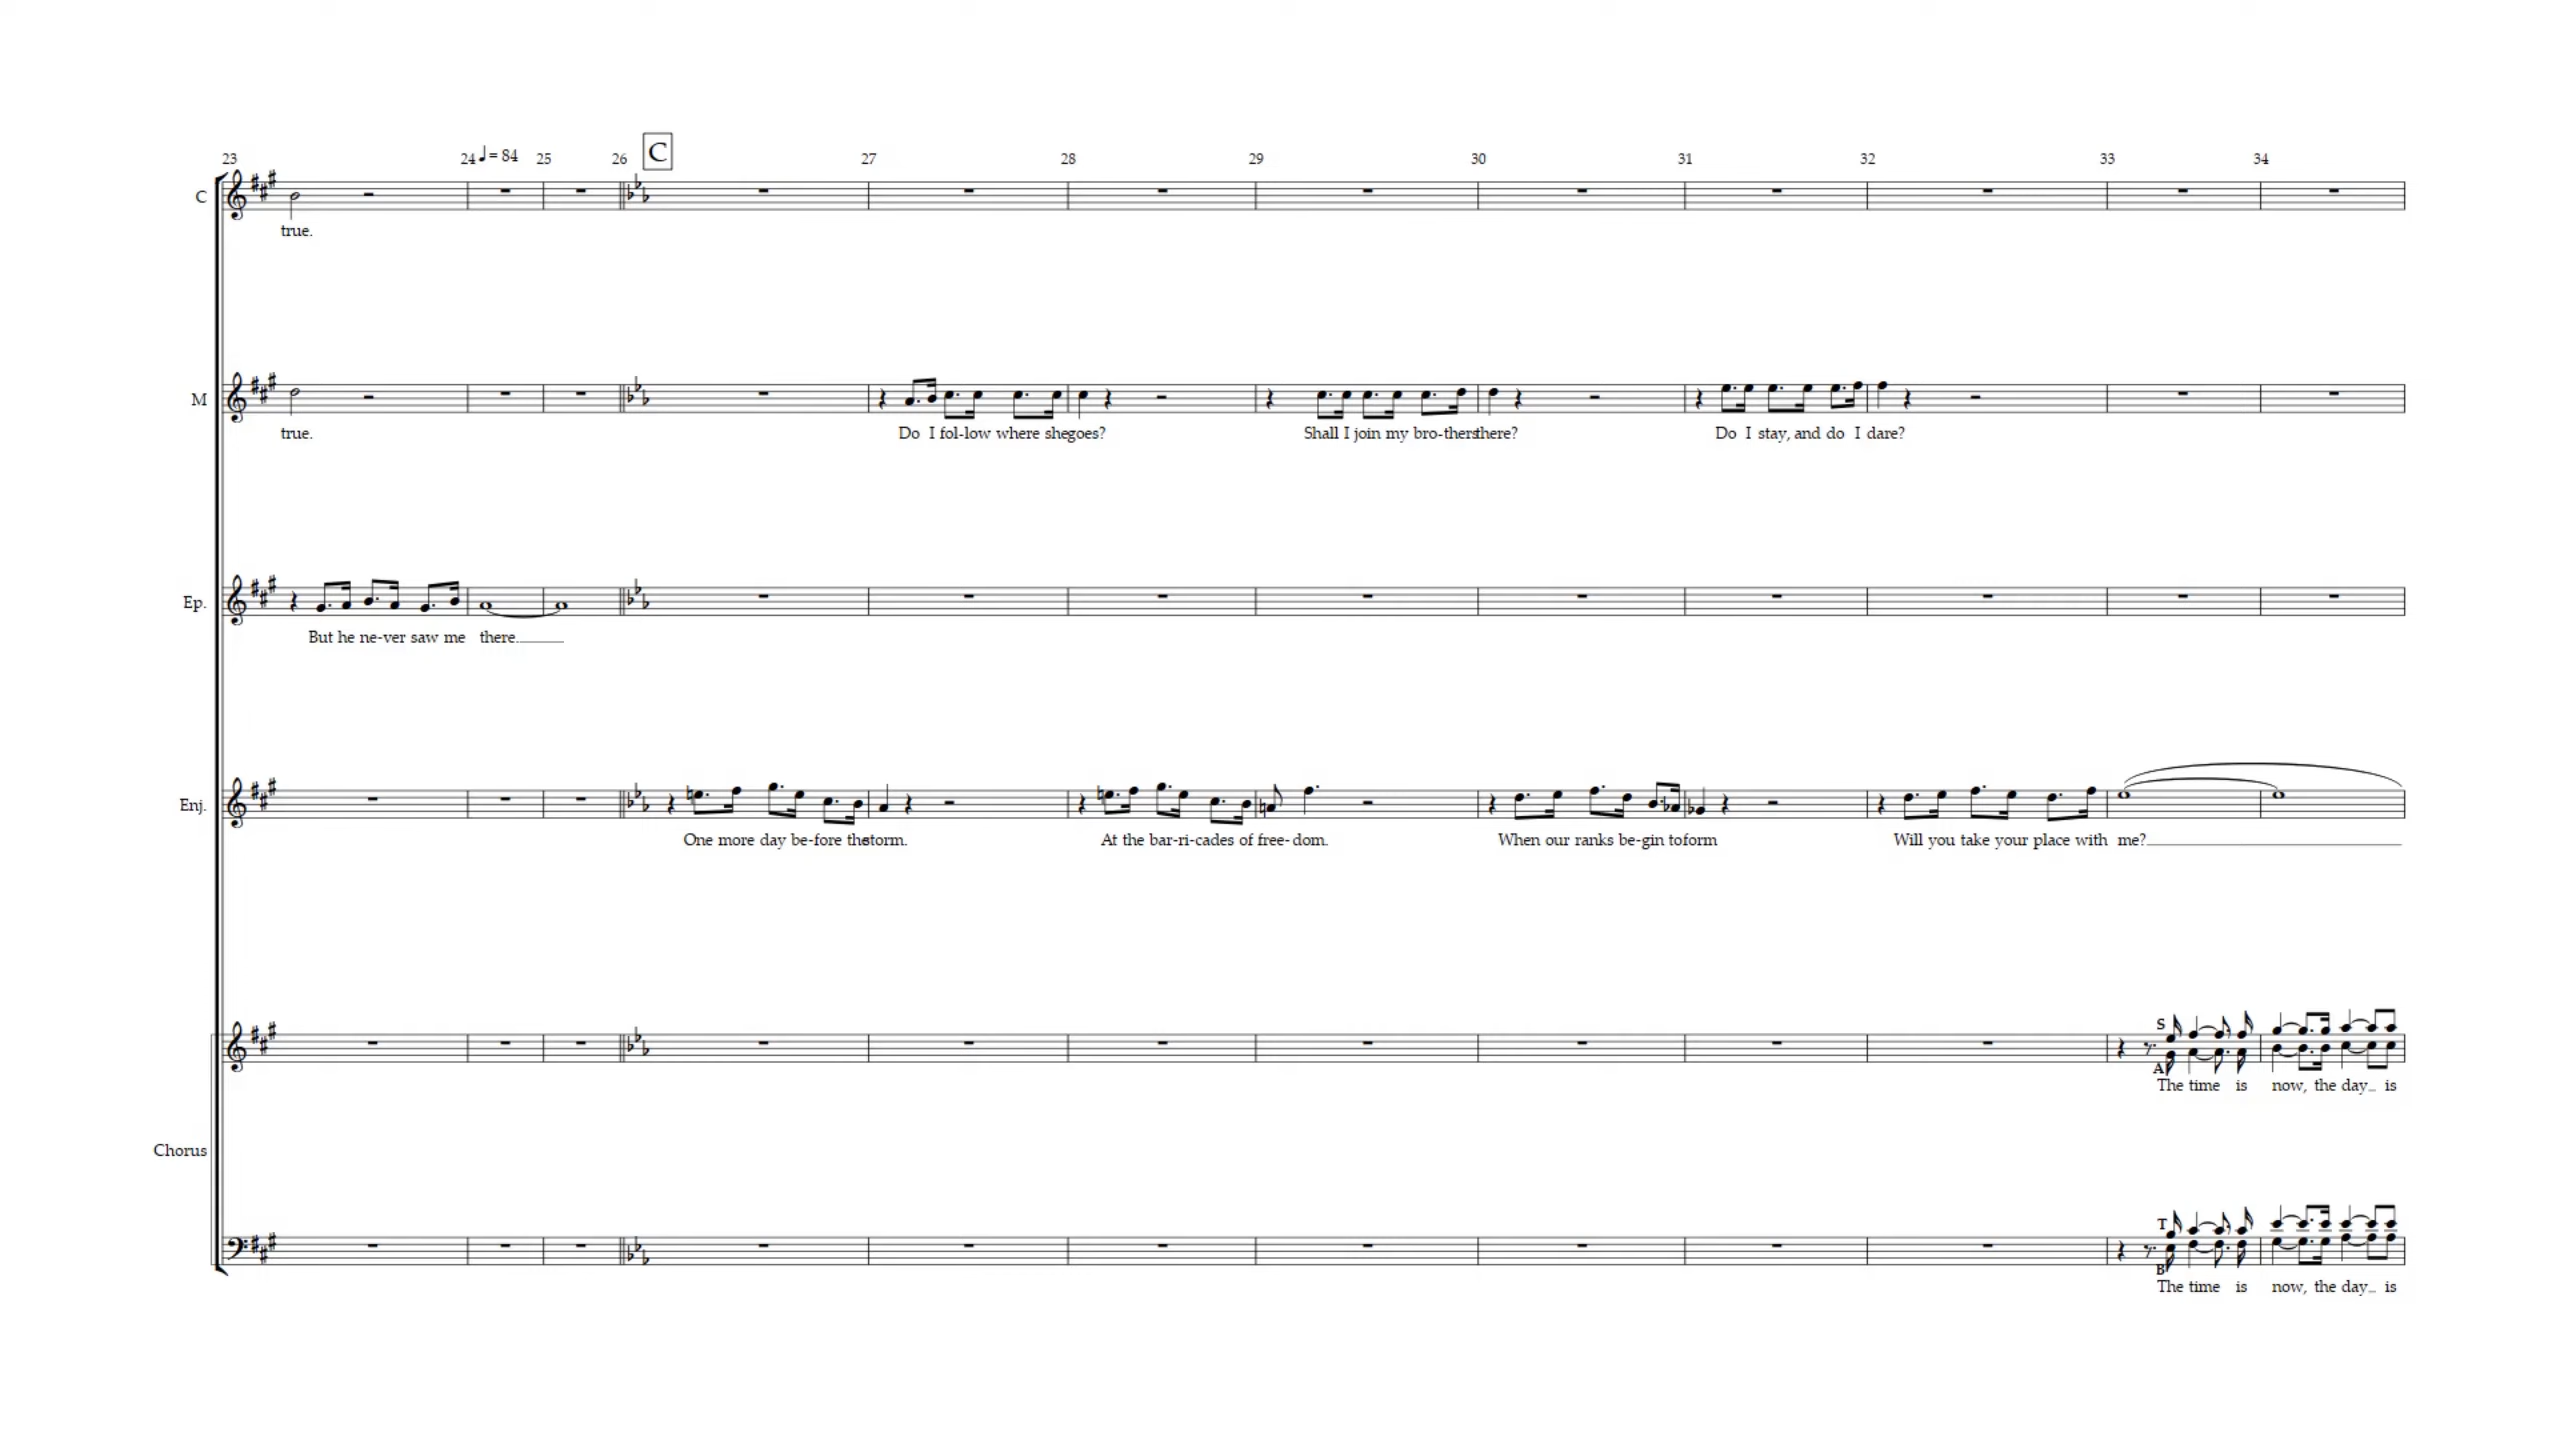 23 24 ♩= 84 25 26 C 27 28 29 30 31 32 33 34
C
true.
M
true. Do I fol-low where shegoes? Shall I join my bro-thersthere? Do I stay, and do I dare?
Ep.
But he ne-ver saw me there.
Enj.
One more day be-fore thestorm. At the bar-ri-cades of free-dom. When our ranks be-gin toform Will you take your place with me?
S
A
The time is now, the day is
Chorus
T
B
The time is now, the day is